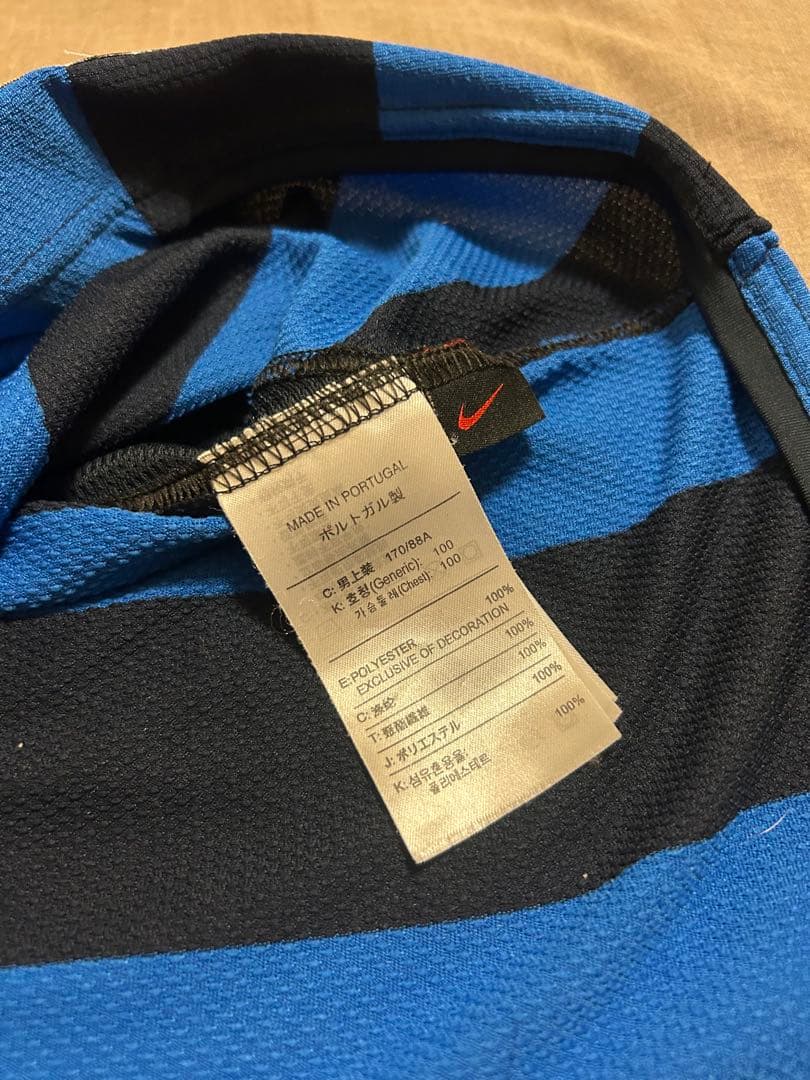 MADE IN PORTUGAL
ポルトガル製
C: 男上装 170/88A
K: 호칭(Generic): 100
가슴둘레(Chest): 100
E:POLYESTER 100%
EXCLUSIVE OF DECORATION
C: 涤纶 100%
T: 聚酯纖維 100%
J: ポリエステル 100%
K: 섬유혼용율: 100%
폴리에스테르